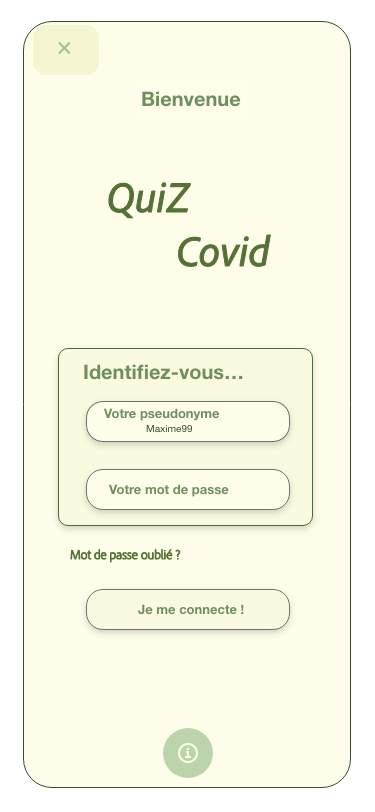 Bienvenue
QuiZ
Covid
Identifiez-vous...
Votre pseudonyme
Maxime99
Votre mot de passe
Mot de passe oublié ?
Je me connecte !